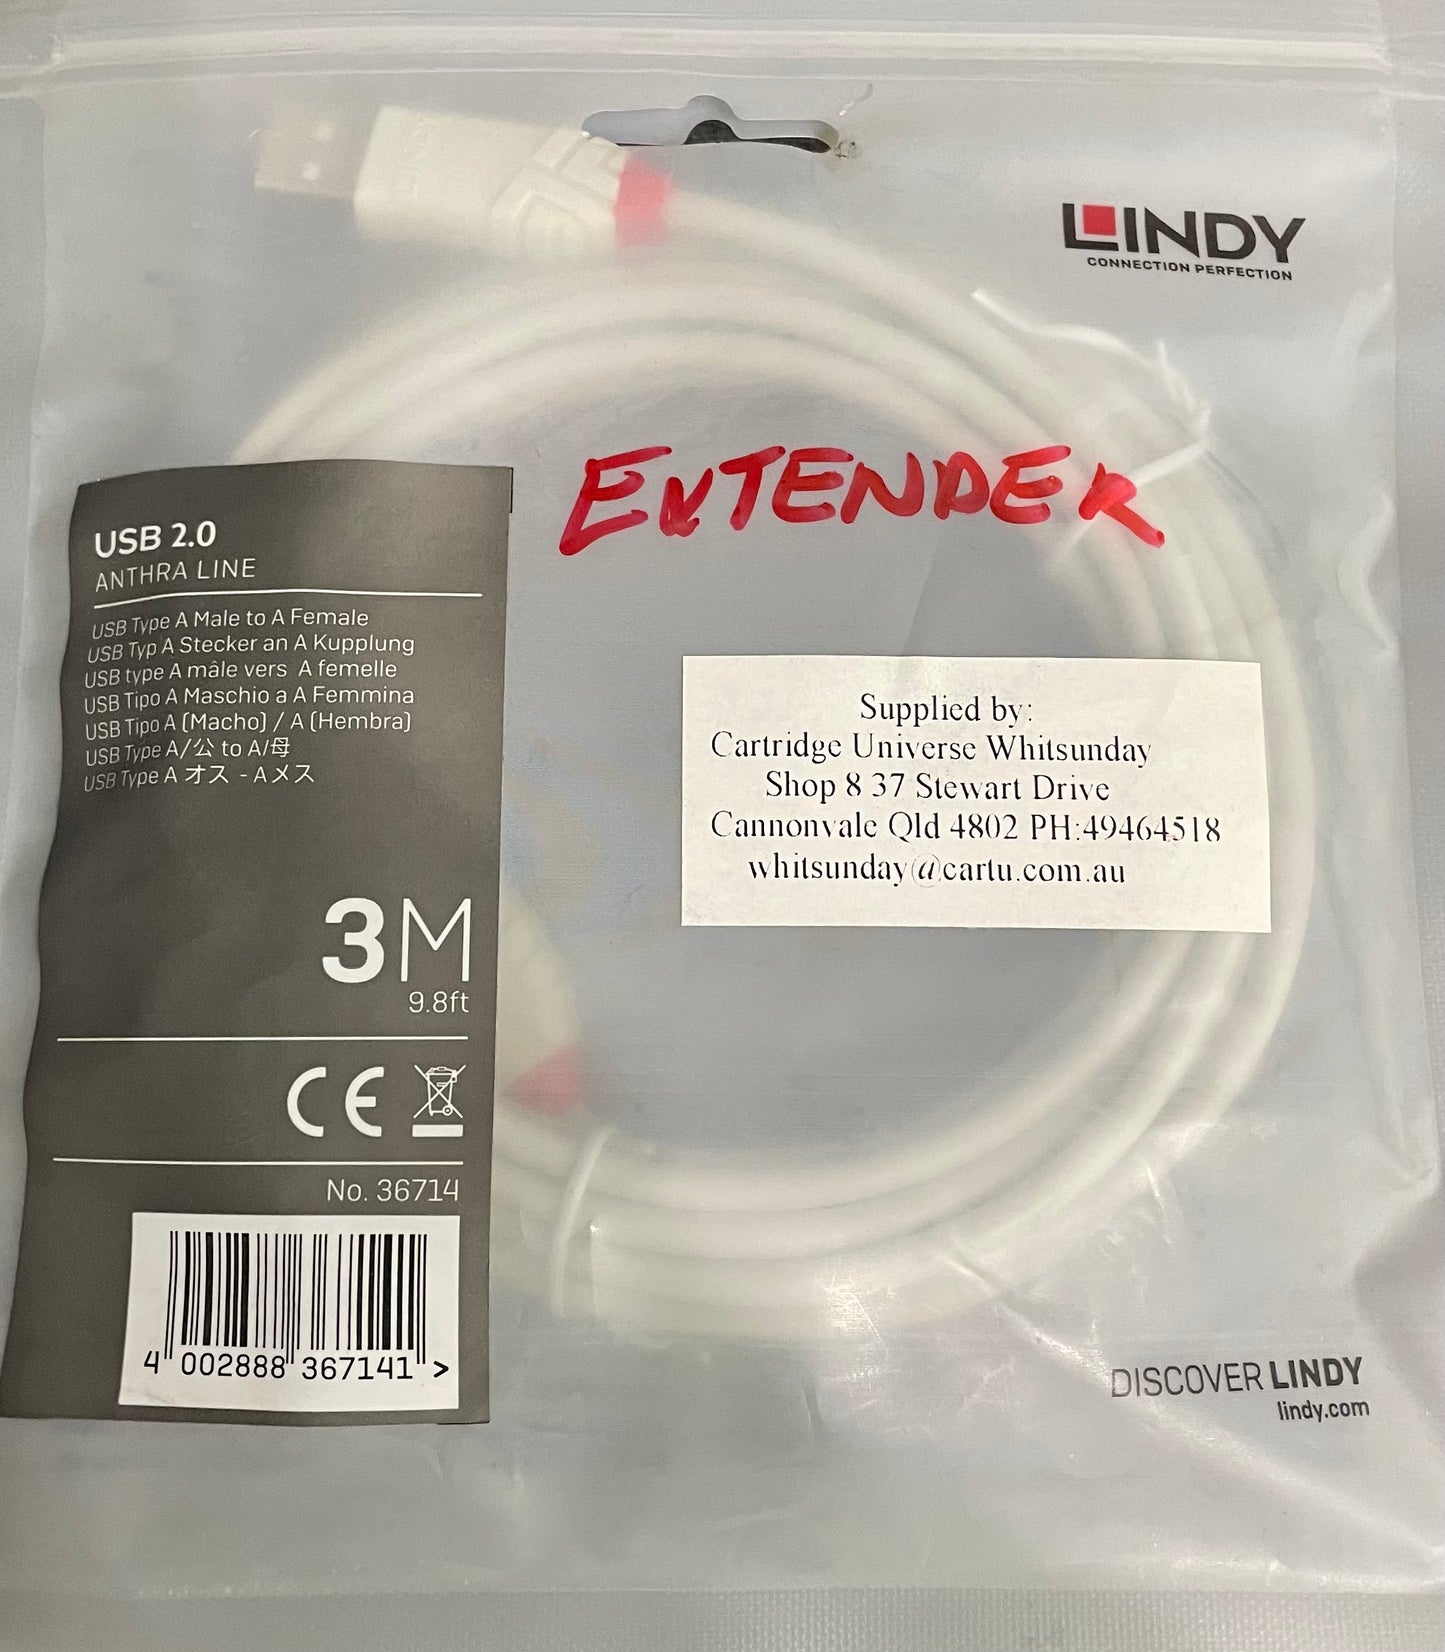 LINDY
CONNECTION PERFECTION
EXTENDER
USB 2.0
ANTHRA LINE
USB Type A Male to A Female
USB Typ A Stecker an A Kupplung
USB type A mâle vers A femelle
USB Tipo A Maschio a A Femmina
USB Tipo A (Macho) / A (Hembra)
USB Type A/公 to A/母
USB Type A オス - A メス
Supplied by:
Cartridge Universe Whitsunday
Shop 8 37 Stewart Drive
Cannonvale Qld 4802 PH:49464518
whitsunday@cartu.com.au
3M
9.8ft
CE
No. 36714
4 002888 367141 >
DISCOVER LINDY
lindy.com